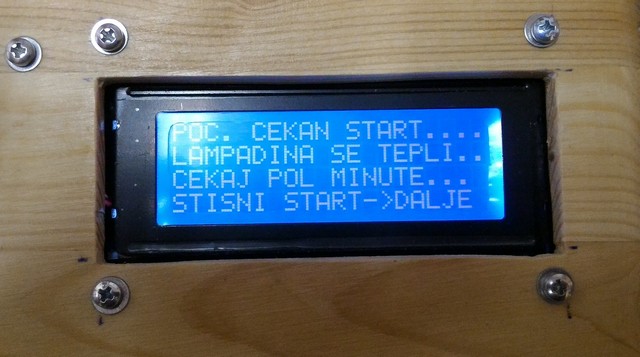 POC. CEKAN START....
LAMPADINA SE TEPLI..
CEKAJ POL MINUTE...
STISNI START->DALJE